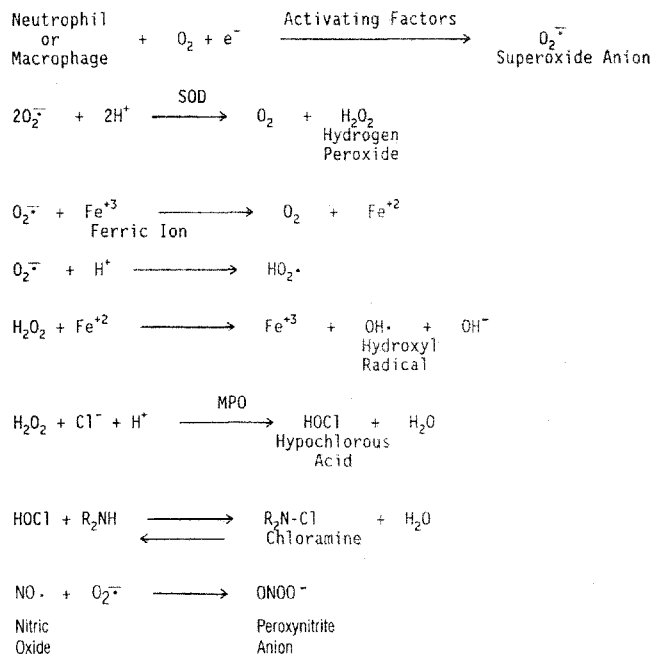 Neutrophil
or
Macrophage + O₂ + e⁻ Activating Factors ⟶ O₂•⁻
Superoxide Anion
2O₂•⁻ + 2H⁺ SOD ⟶ O₂ + H₂O₂
Hydrogen
Peroxide
O₂•⁻ + Fe⁺³ ⟶ O₂ + Fe⁺²
Ferric Ion
O₂•⁻ + H⁺ ⟶ HO₂•
H₂O₂ + Fe⁺² ⟶ Fe⁺³ + OH• + OH⁻
Hydroxyl
Radical
H₂O₂ + Cl⁻ + H⁺ MPO ⟶ HOCl + H₂O
Hypochlorous
Acid
HOCl + R₂NH ⇄ R₂N-Cl + H₂O
Chloramine
NO• + O₂•⁻ ⟶ ONOO⁻
Nitric Peroxynitrite
Oxide Anion